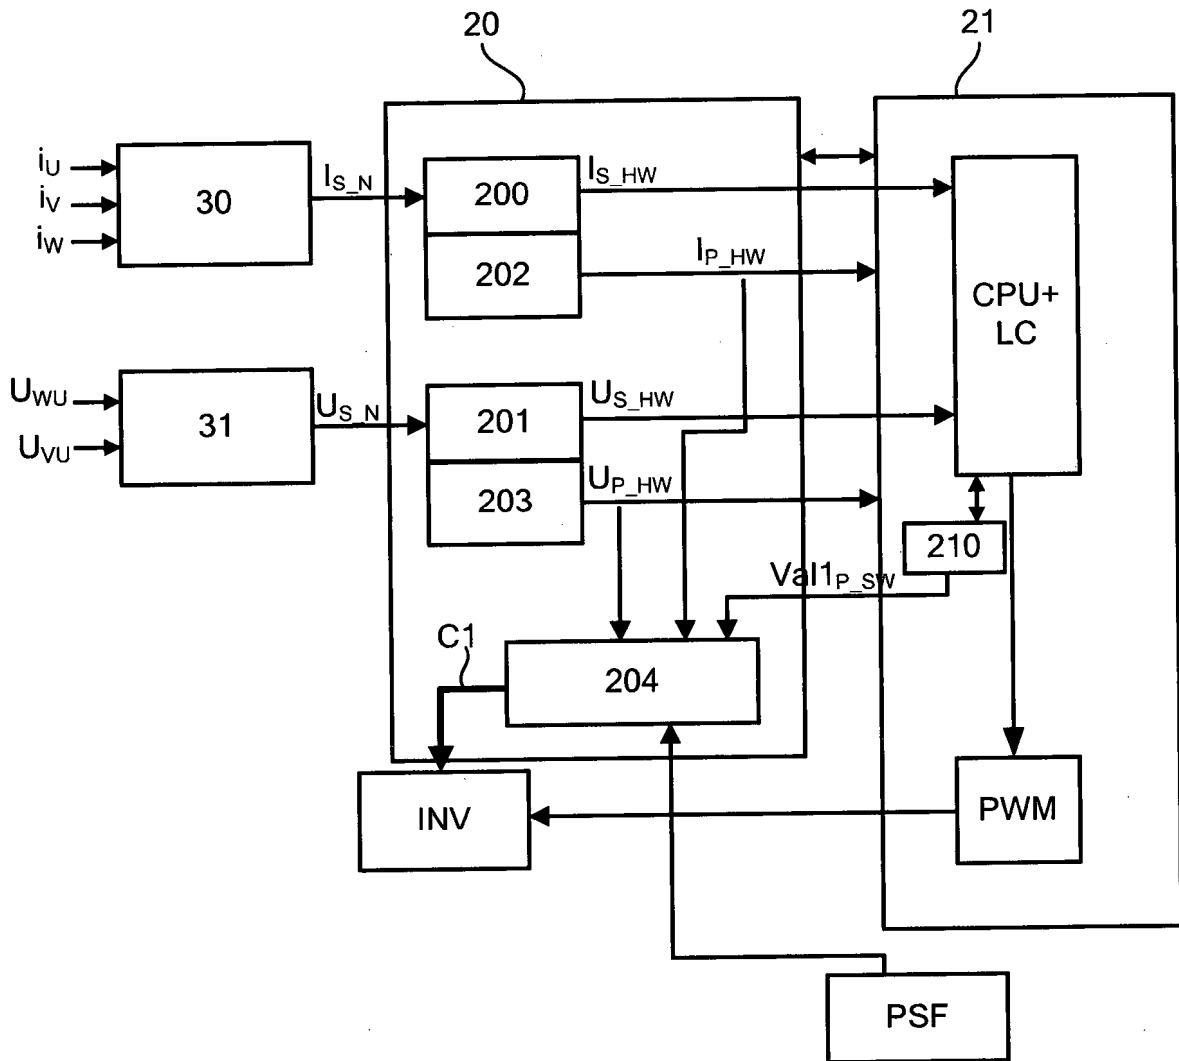 20
21
iU
iV
iW
30
IS_N
200
IS_HW
202
IP_HW
CPU+
LC
UWU
UVU
31
US_N
201
US_HW
203
UP_HW
210
Val1P_SW
C1
204
INV
PWM
PSF